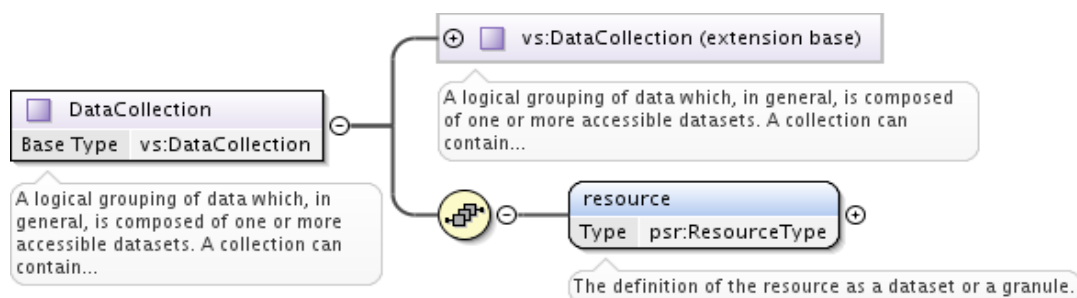 vs:DataCollection (extension base)
A logical grouping of data which, in general, is composed
of one or more accessible datasets. A collection can
contain...
DataCollection
Base Type vs:DataCollection
A logical grouping of data which, in
general, is composed of one or more
accessible datasets. A collection can
contain...
resource
Type psr:ResourceType
The definition of the resource as a dataset or a granule.